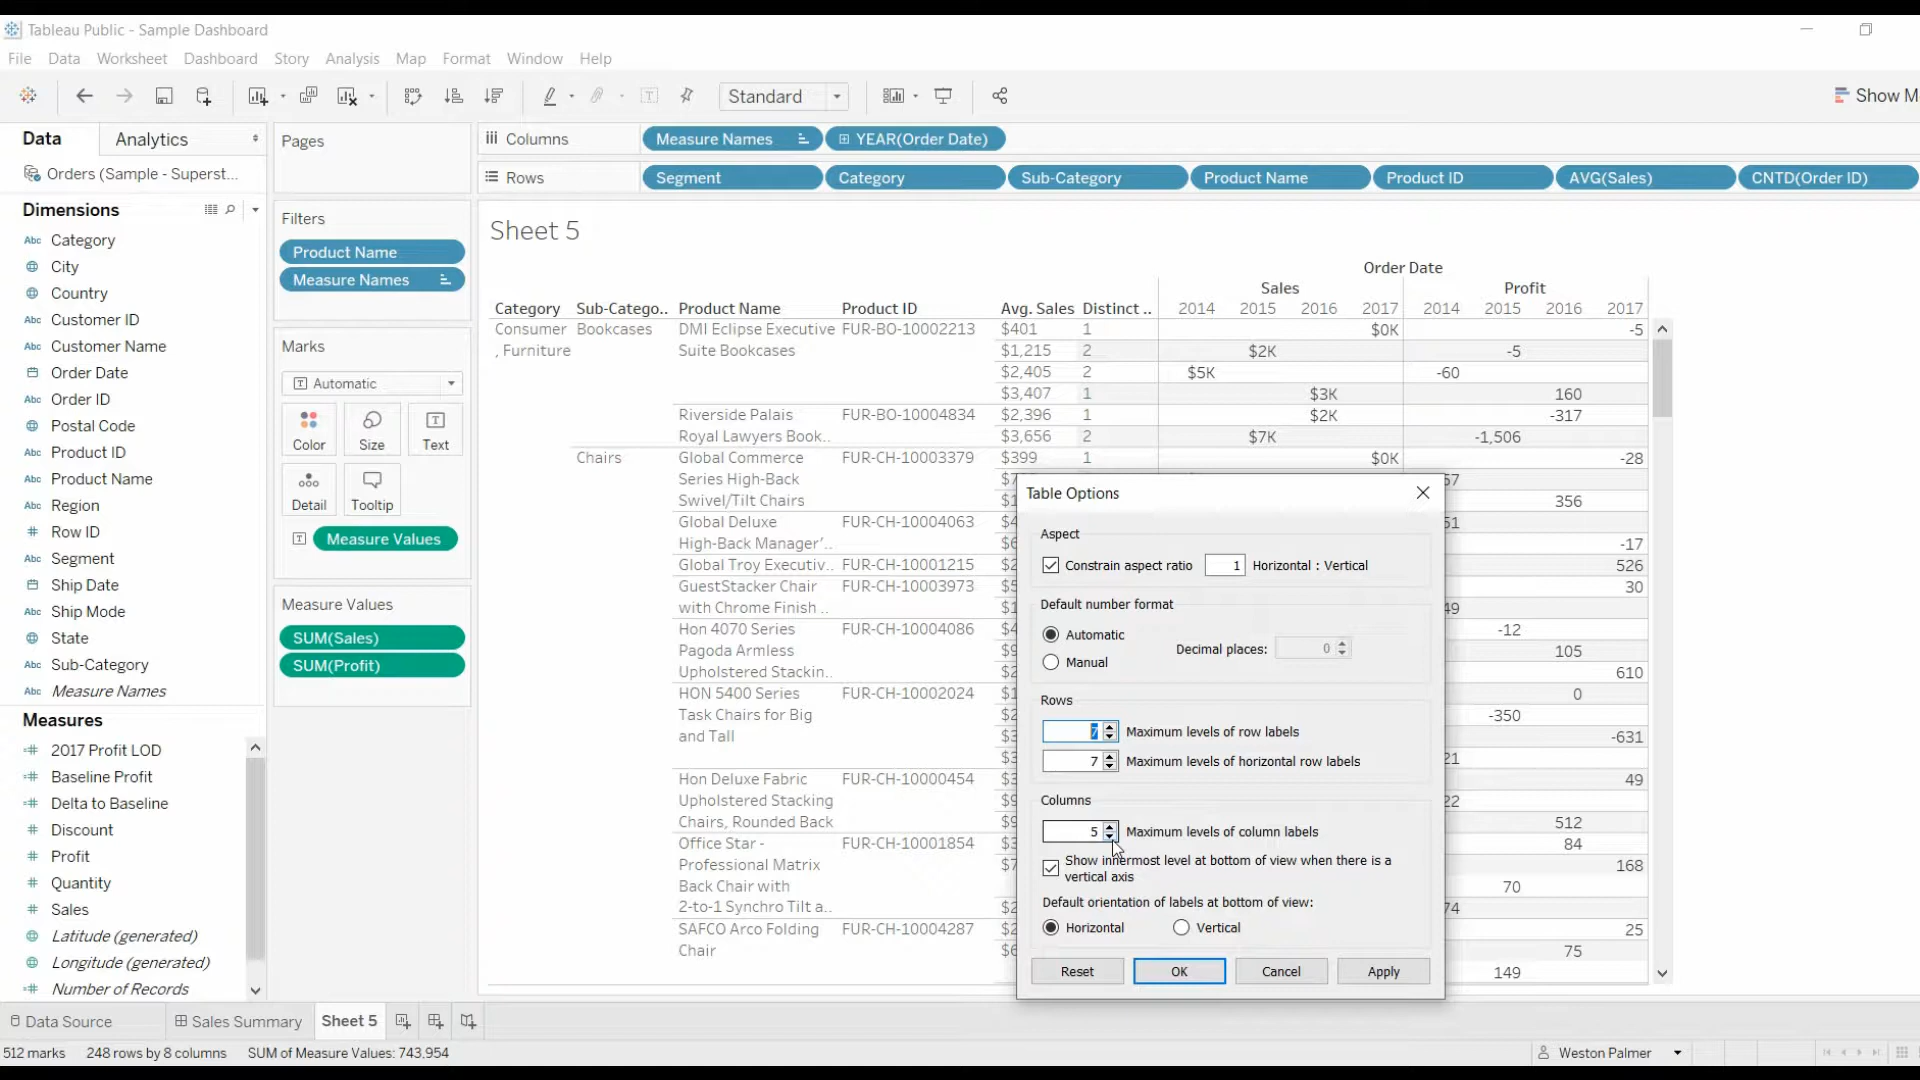 Tableau Public - Sample Dashboard
File Data Worksheet Dashboard Story Analysis Map Format Window Help
Standard
Show M
Data Analytics
Orders (Sample - Superst...
Dimensions
Abc Category
City
Country
Abc Customer ID
Abc Customer Name
Order Date
Abc Order ID
Postal Code
Abc Product ID
Abc Product Name
Abc Region
# Row ID
Abc Segment
Ship Date
Abc Ship Mode
State
Abc Sub-Category
Abc Measure Names
Measures
2017 Profit LOD
Baseline Profit
Delta to Baseline
# Discount
# Profit
# Quantity
# Sales
Latitude (generated)
Longitude (generated)
Number of Records
Pages
Filters
Product Name
Measure Names
Marks
Automatic
Color Size Text
Detail Tooltip
Measure Values
Measure Values
SUM(Sales)
SUM(Profit)
Columns Measure Names YEAR(Order Date)
Rows Segment Category Sub-Category Product Name Product ID AVG(Sales) CNTD(Order ID)
Sheet 5
Order Date
Sales Profit
Category Sub-Catego.. Product Name Product ID Avg. Sales Distinct .. 2014 2015 2016 2017 2014 2015 2016 2017
Consumer Bookcases DMI Eclipse Executive FUR-BO-10002213 $401 1 $0K -5
, Furniture Suite Bookcases $1,215 2 $2K -5
$2,405 2 $5K -60
$3,407 1 $3K 160
Riverside Palais FUR-BO-10004834 $2,396 1 $2K -317
Royal Lawyers Book.. $3,656 2 $7K -1,506
Chairs Global Commerce FUR-CH-10003379 $399 1 $0K -28
Series High-Back
Swivel/Tilt Chairs 356
Global Deluxe FUR-CH-10004063
High-Back Manager'.. -17
Global Troy Executiv.. FUR-CH-10001215 526
GuestStacker Chair FUR-CH-10003973 30
with Chrome Finish ..
Hon 4070 Series FUR-CH-10004086 -12
Pagoda Armless 105
Upholstered Stackin.. 610
HON 5400 Series FUR-CH-10002024 0
Task Chairs for Big -350
and Tall -631
Hon Deluxe Fabric FUR-CH-10000454 49
Upholstered Stacking
Chairs, Rounded Back 512
Office Star - FUR-CH-10001854 84
Professional Matrix 168
Back Chair with 70
2-to-1 Synchro Tilt a..
SAFCO Arco Folding FUR-CH-10004287 25
Chair 75
149
Table Options
Aspect
Constrain aspect ratio 1 Horizontal : Vertical
Default number format
Automatic
Decimal places: 0
Manual
Rows
7 Maximum levels of row labels
7 Maximum levels of horizontal row labels
Columns
5 Maximum levels of column labels
Show innermost level at bottom of view when there is a
vertical axis
Default orientation of labels at bottom of view:
Horizontal Vertical
Reset OK Cancel Apply
Data Source Sales Summary Sheet 5
512 marks 248 rows by 8 columns SUM of Measure Values: 743,954 Weston Palmer